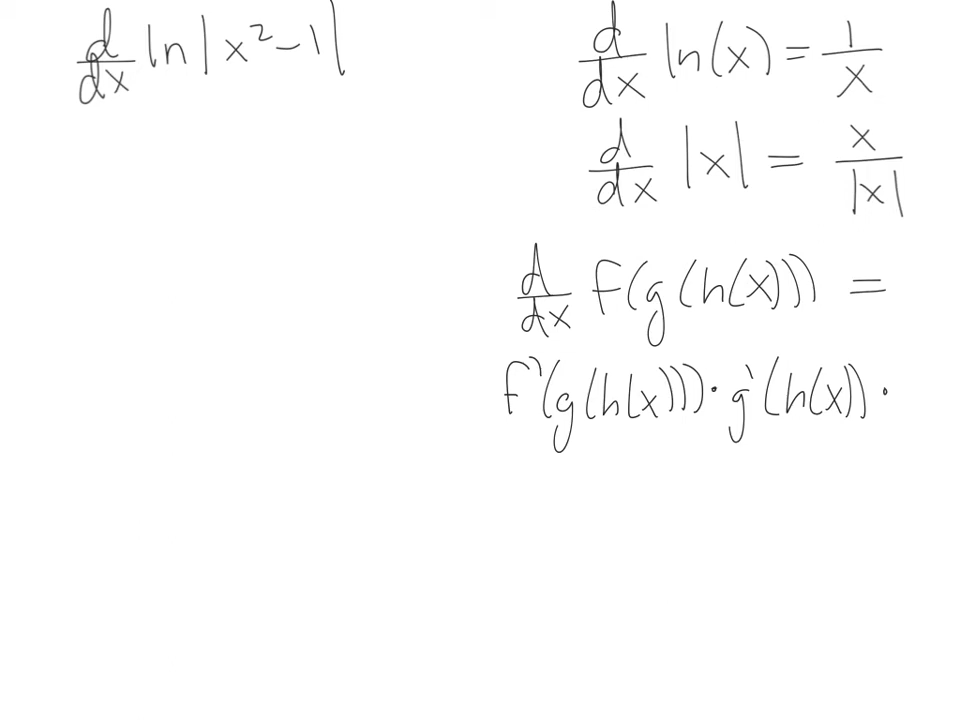 d/dx ln|x²-1|
d/dx ln(x) = 1/x
d/dx |x| = x/|x|
d/dx f(g(h(x))) =
f'(g(h(x)))·g'(h(x))·